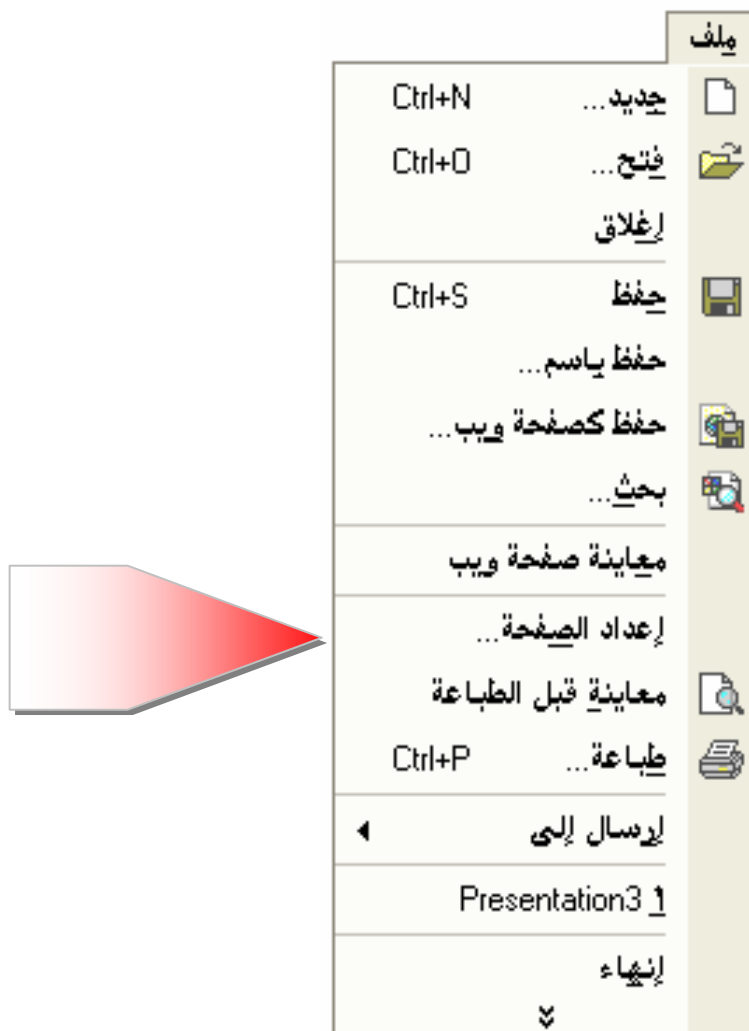 ملف
جديد... Ctrl+N
فتح... Ctrl+O
إغلاق
حفظ Ctrl+S
حفظ باسم...
حفظ كصفحة ويب...
بحث...
معاينة صفحة ويب
إعداد الصفحة...
معاينة قبل الطباعة
طباعة... Ctrl+P
إرسال إلى
1 Presentation3
إنهاء